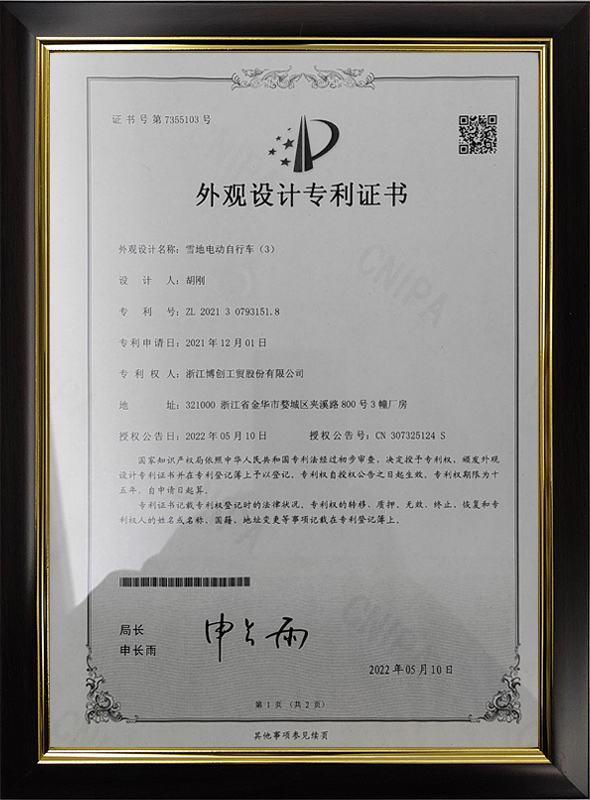 证书号第7355103号
外观设计专利证书
外观设计名称：雪地电动自行车（3）
设计人：胡刚
专利号：ZL 2021 3 0793151.8
专利申请日：2021年12月01日
专利权人：浙江博创工贸股份有限公司
地址：321000 浙江省金华市婺城区夹溪路800号3幢厂房
授权公告日：2022年05月10日 授权公告号：CN 307325124 S
国家知识产权局依照中华人民共和国专利法经过初步审查，决定授予专利权，颁发外观
设计专利证书并在专利登记簿上予以登记。专利权自授权公告之日起生效。专利权期限为十
五年，自申请日起算。
专利证书记载专利权登记时的法律状况。专利权的转移、质押、无效、终止、恢复和专
利权人的姓名或名称、国籍、地址变更等事项记载在专利登记簿上。
局长
申长雨
申长雨
2022年05月10日
第1页（共2页）
其他事项参见续页
CNIPA
CNIPA